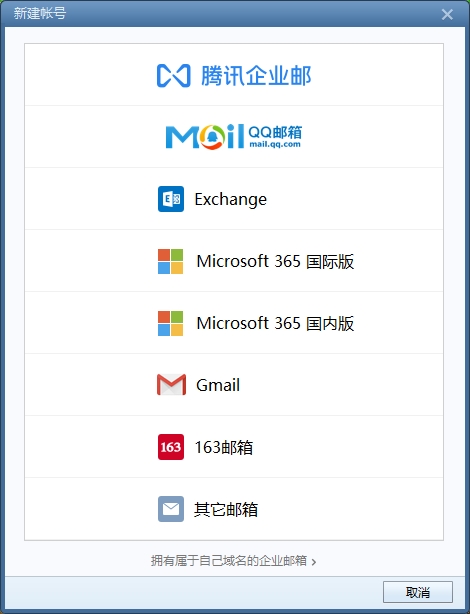 新建帐号
腾讯企业邮
Mail QQ邮箱
mail.qq.com
Exchange
Microsoft 365 国际版
Microsoft 365 国内版
Gmail
163 163邮箱
其它邮箱
拥有属于自己域名的企业邮箱 ›
取消